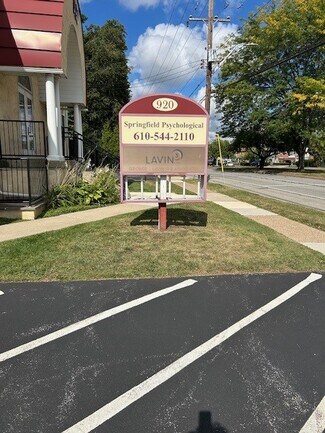 920
Springfield Psychological
610-544-2110
LAVIN